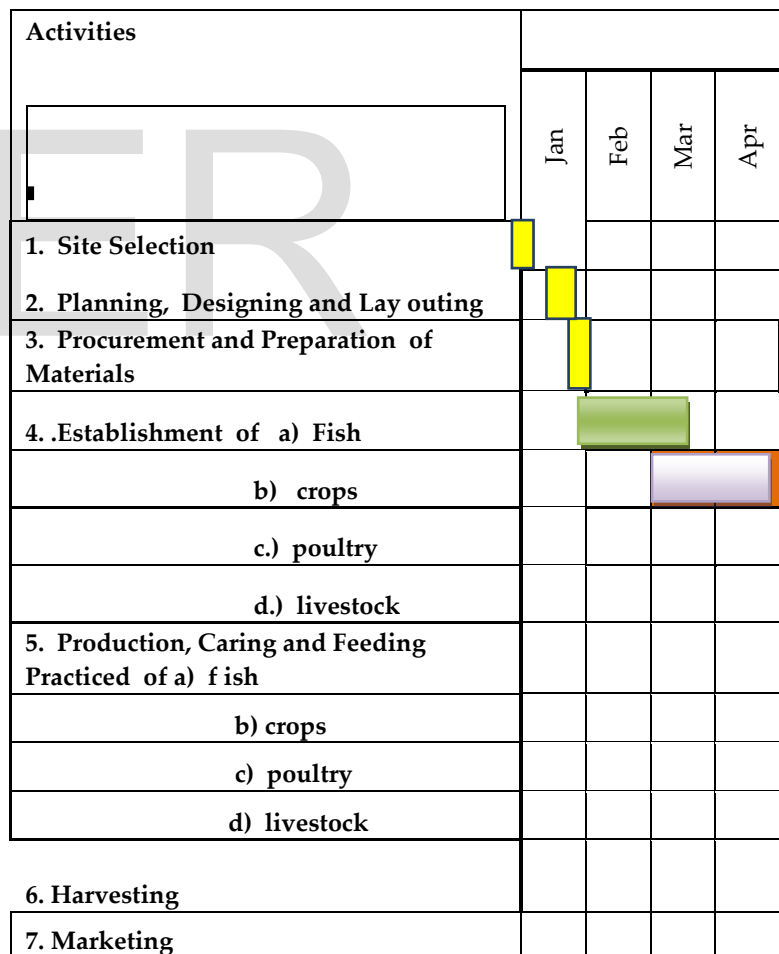 Activities
Jan Feb Mar Apr
ER
1. Site Selection
2. Planning, Designing and Lay outing
3. Procurement and Preparation of
Materials
4. .Establishment of a) Fish
b) crops
c.) poultry
d.) livestock
5. Production, Caring and Feeding
Practiced of a) f ish
b) crops
c) poultry
d) livestock
6. Harvesting
7. Marketing